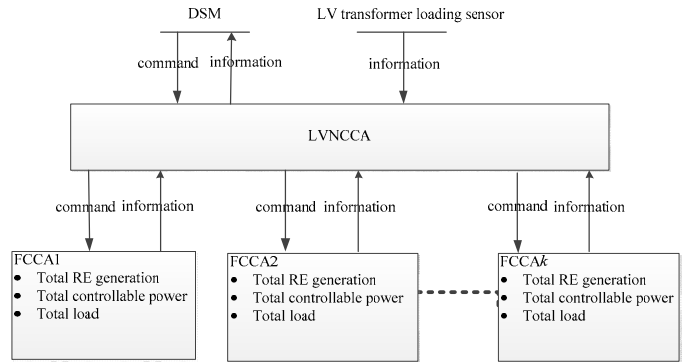 DSM
LV transformer loading sensor
command information
information
LVNCCA
command information
command information
command information
FCCA1
• Total RE generation
• Total controllable power
• Total load
FCCA2
• Total RE generation
• Total controllable power
• Total load
FCCAk
• Total RE generation
• Total controllable power
• Total load